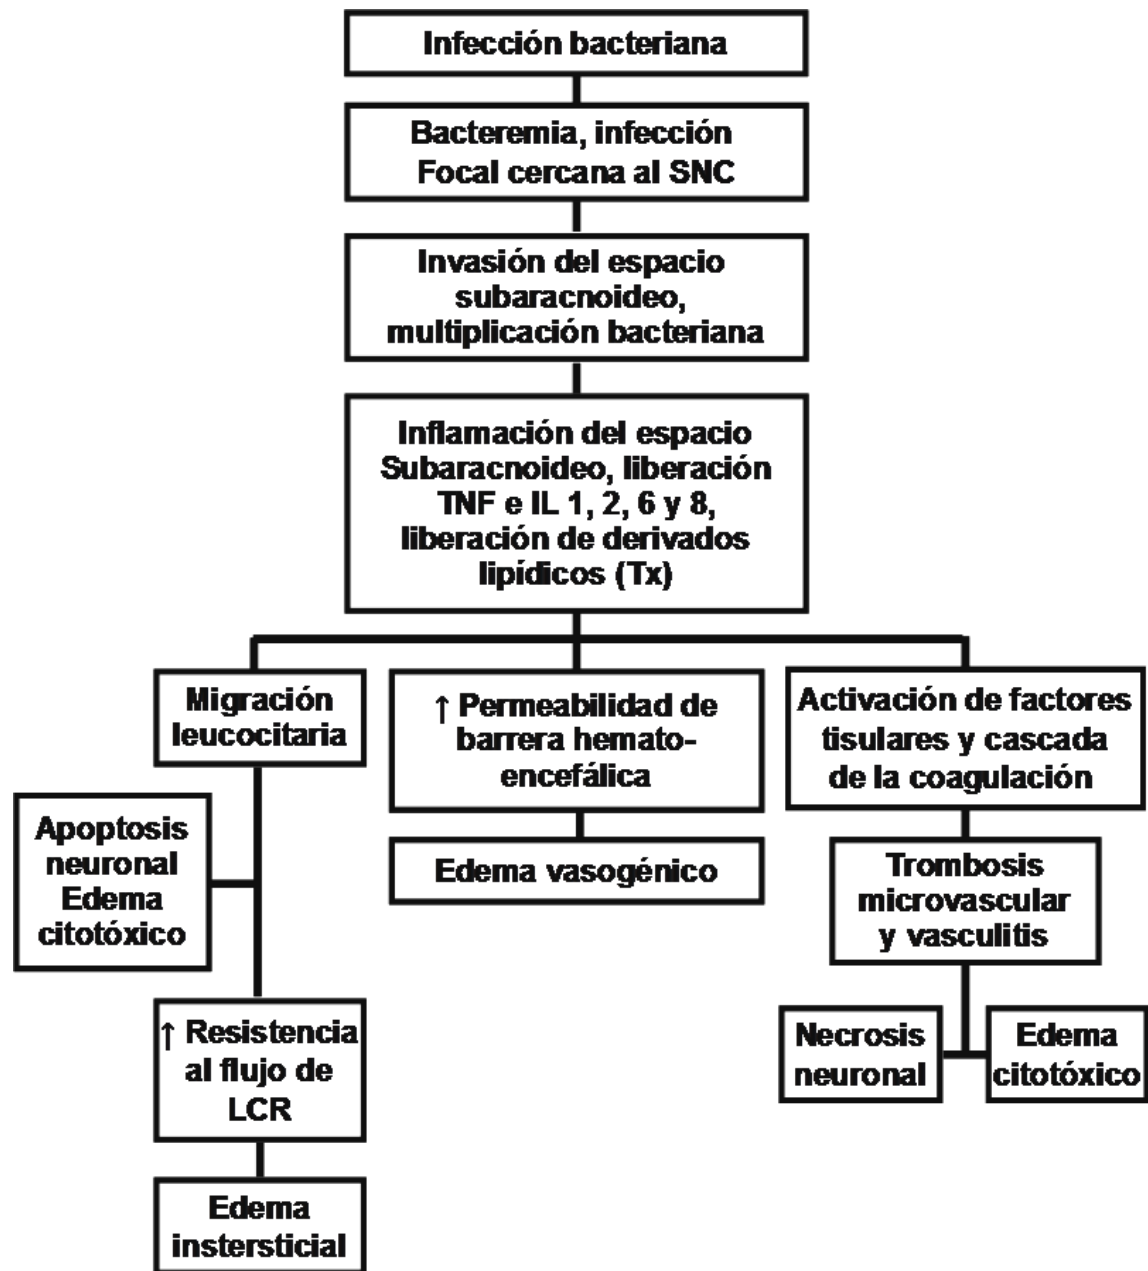 Infección bacteriana
Bacteremia, infección
Focal cercana al SNC
Invasión del espacio
subaracnoideo,
multiplicación bacteriana
Inflamación del espacio
Subaracnoideo, liberación
TNF e IL 1, 2, 6 y 8,
liberación de derivados
lipídicos (Tx)
Migración
leucocitaria
Apoptosis
neuronal
Edema
citotóxico
↑ Resistencia
al flujo de
LCR
Edema
instersticial
↑ Permeabilidad de
barrera hemato-
encefálica
Edema vasogénico
Activación de factores
tisulares y cascada
de la coagulación
Trombosis
microvascular
y vasculitis
Necrosis
neuronal
Edema
citotóxico